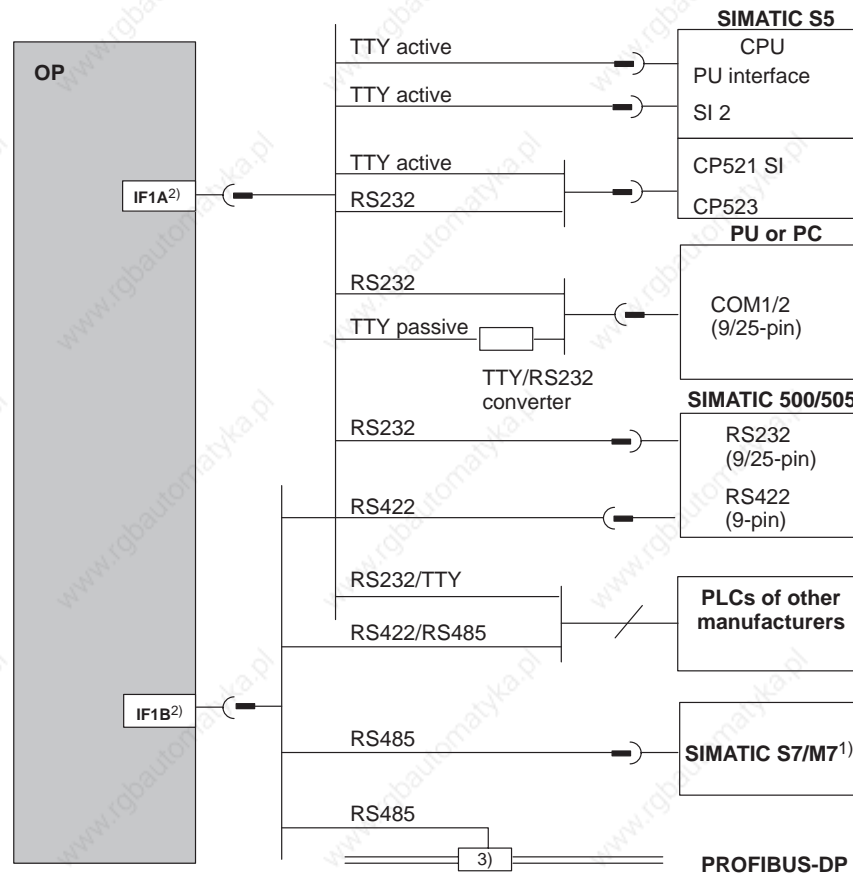 SIMATIC S5
OP
TTY active
CPU
PU interface
TTY active
SI 2
TTY active
CP521 SI
IF1A2)
RS232
CP523
PU or PC
RS232
COM1/2
(9/25-pin)
TTY passive
TTY/RS232
converter
SIMATIC 500/505
RS232
RS232
(9/25-pin)
RS422
RS422
(9-pin)
RS232/TTY
PLCs of other
manufacturers
RS422/RS485
IF1B2)
RS485
SIMATIC S7/M71)
RS485
3)
PROFIBUS-DP
www.rgbautomatyka.pl